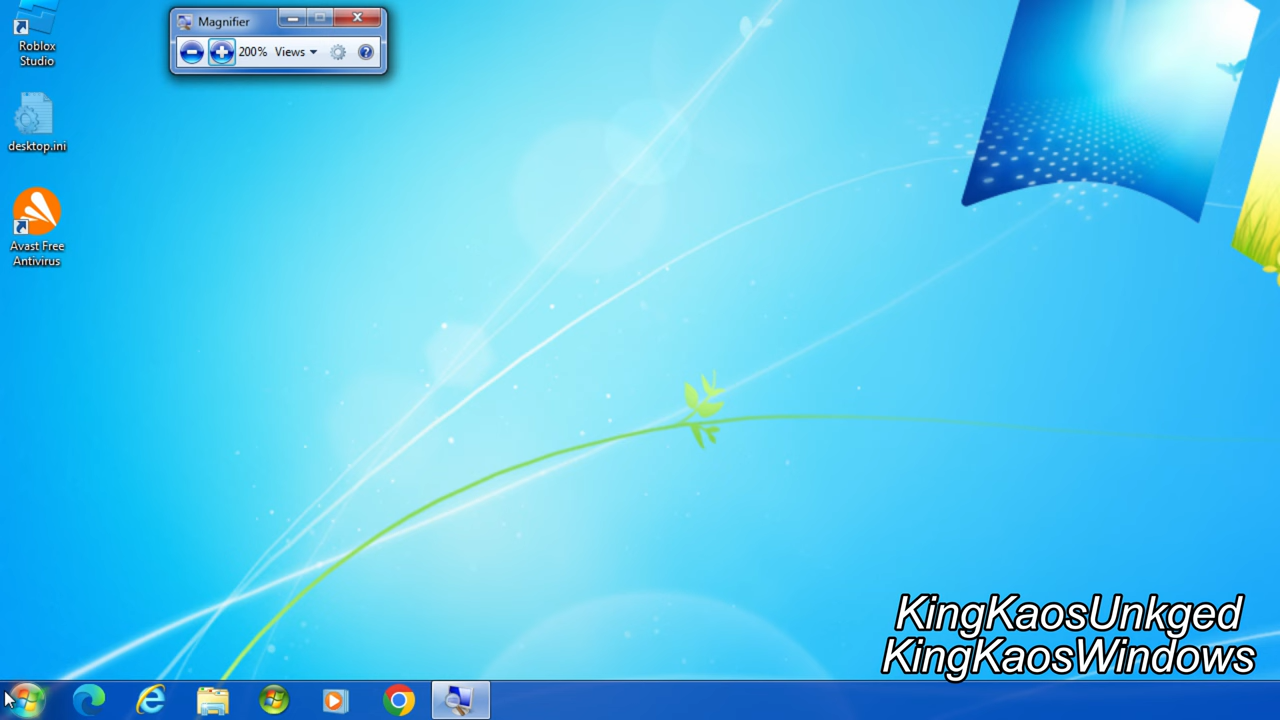 Magnifier
200% Views
Roblox
Studio
desktop.ini
Avast Free
Antivirus
KingKaosUnkged
KingKaosWindows